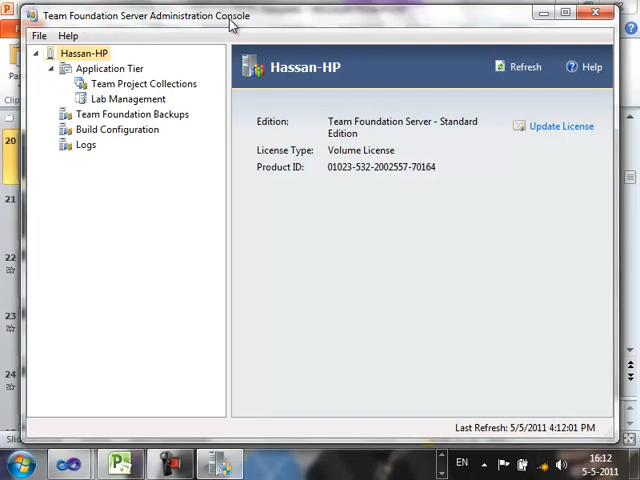 Team Foundation Server Administration Console
File Help
Hassan-HP
Application Tier
Team Project Collections
Lab Management
Team Foundation Backups
Build Configuration
Logs
Hassan-HP
Refresh
Help
Edition: Team Foundation Server - Standard
Edition
Update License
License Type: Volume License
Product ID: 01023-532-2002557-70164
Last Refresh: 5/5/2011 4:12:01 PM
20
21
22
23
24
EN
16:12
5-5-2011